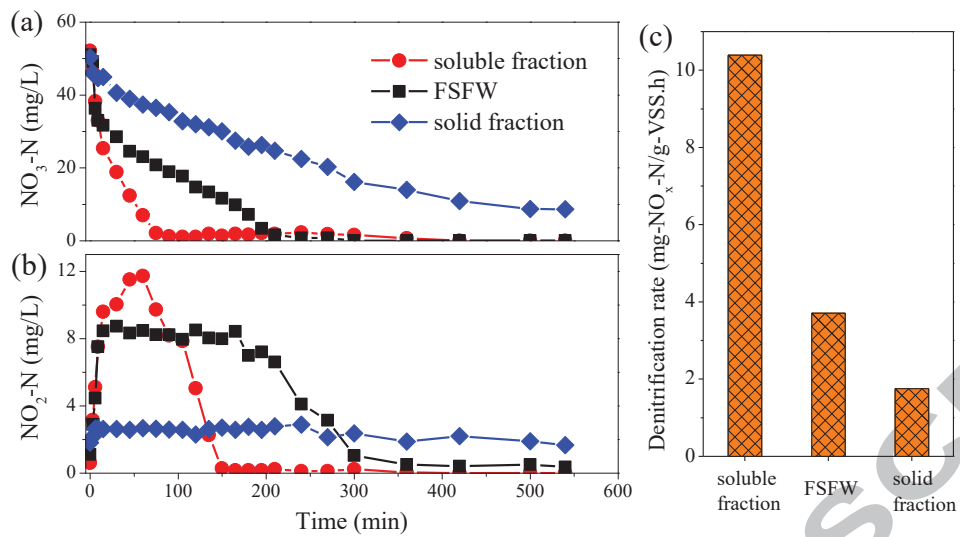 (a)
60
40
20
0
NO3-N (mg/L)
soluble fraction
FSFW
solid fraction
(b)
12
8
4
0
NO2-N (mg/L)
0 100 200 300 400 500 600
Time (min)
(c)
10
8
6
4
2
0
Denitrification rate (mg-NOx-N/g-VSS.h)
soluble
fraction
FSFW
solid
fraction